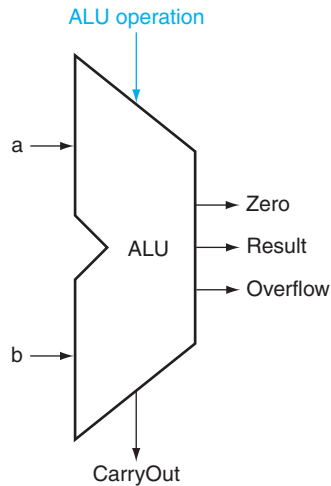 ALU operation
a
Zero
ALU
Result
Overflow
b
CarryOut